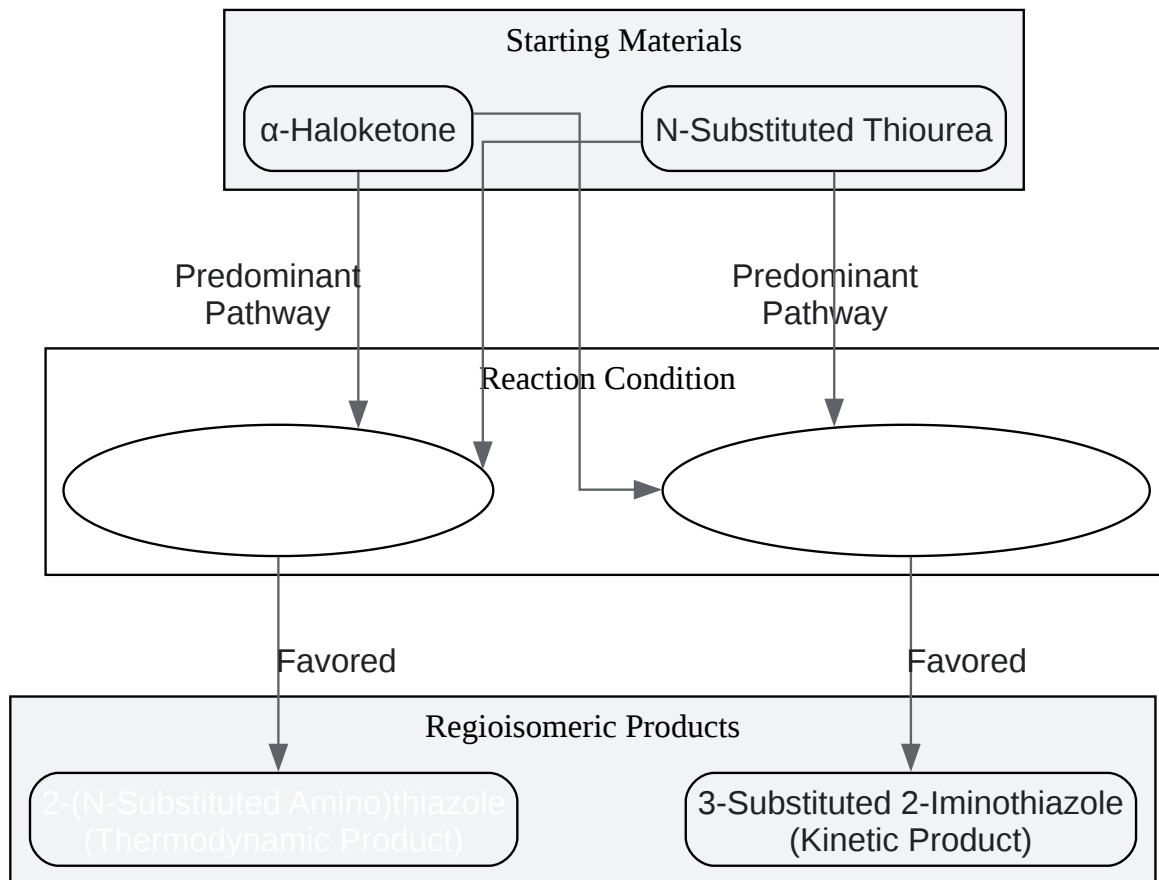 Starting Materials
α-Haloketone
N-Substituted Thiourea
Predominant
Pathway
Predominant
Pathway
Reaction Condition
Favored
Favored
Regioisomeric Products
2-(N-Substituted Amino)thiazole
(Thermodynamic Product)
3-Substituted 2-Iminothiazole
(Kinetic Product)